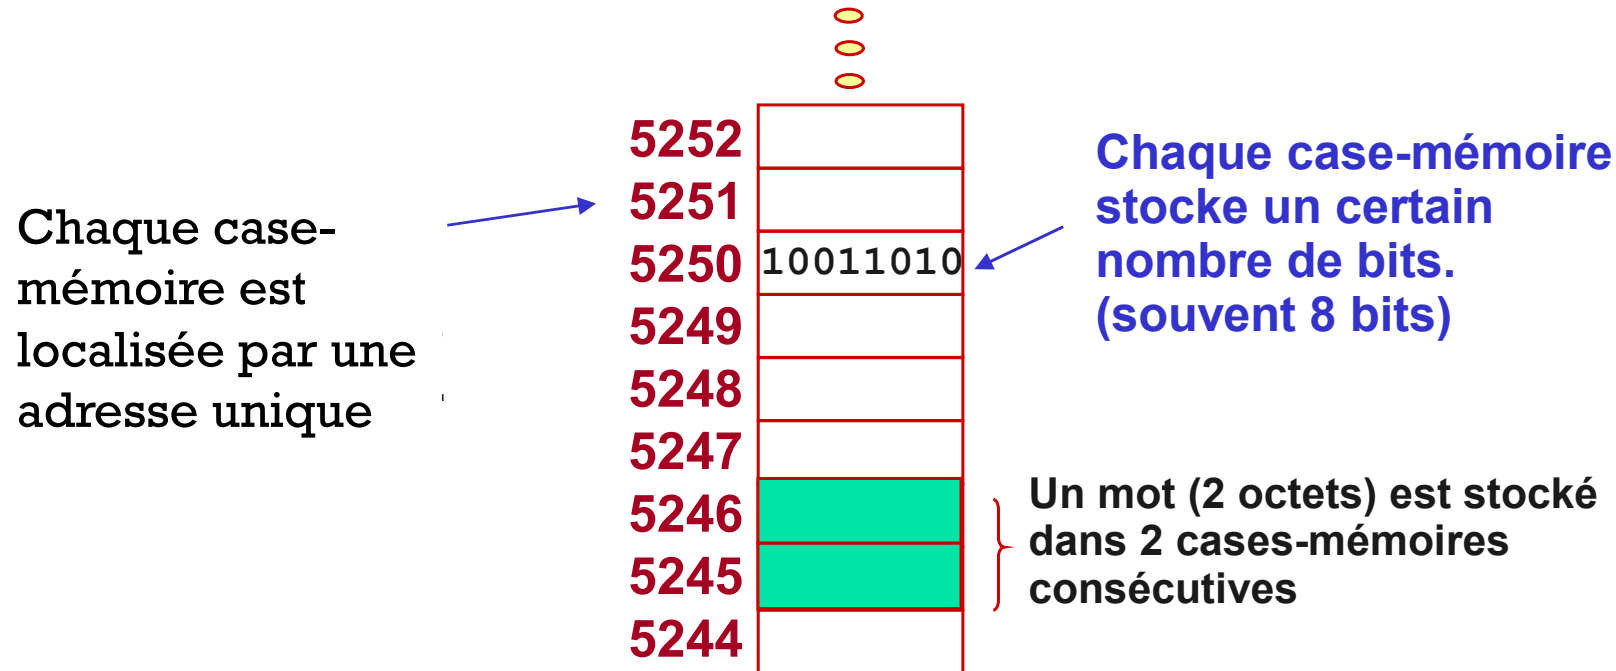 Chaque case-
mémoire est
localisée par une
adresse unique
5252
5251
5250 10011010
5249
5248
5247
5246
5245
5244
Chaque case-mémoire
stocke un certain
nombre de bits.
(souvent 8 bits)
Un mot (2 octets) est stocké
dans 2 cases-mémoires
consécutives